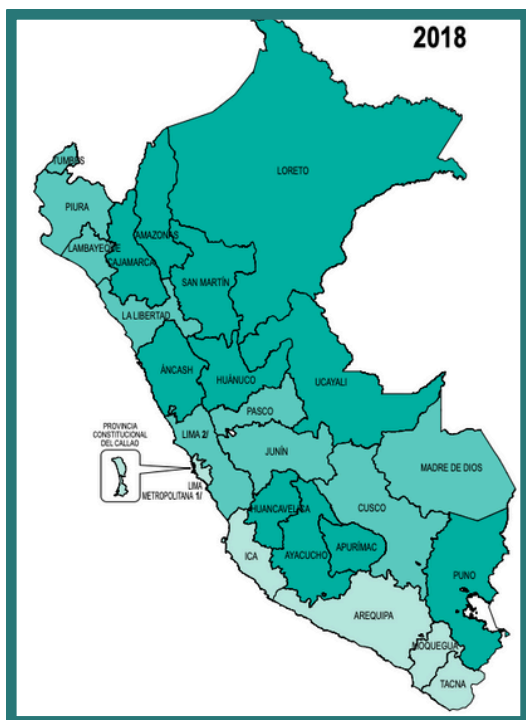 2018
LORETO
TUMBES
PIURA
LAMBAYEQUE
CAJAMARCA
AMAZONAS
SAN MARTÍN
LA LIBERTAD
ÁNCASH
HUÁNUCO
UCAYALI
PASCO
PROVINCIA
CONSTITUCIONAL
DEL CALLAO
LIMA 2/
JUNÍN
LIMA
METROPOLITANA 1/
MADRE DE DIOS
CUSCO
HUANCAVELICA
AYACUCHO
APURÍMAC
ICA
PUNO
AREQUIPA
MOQUEGUA
TACNA